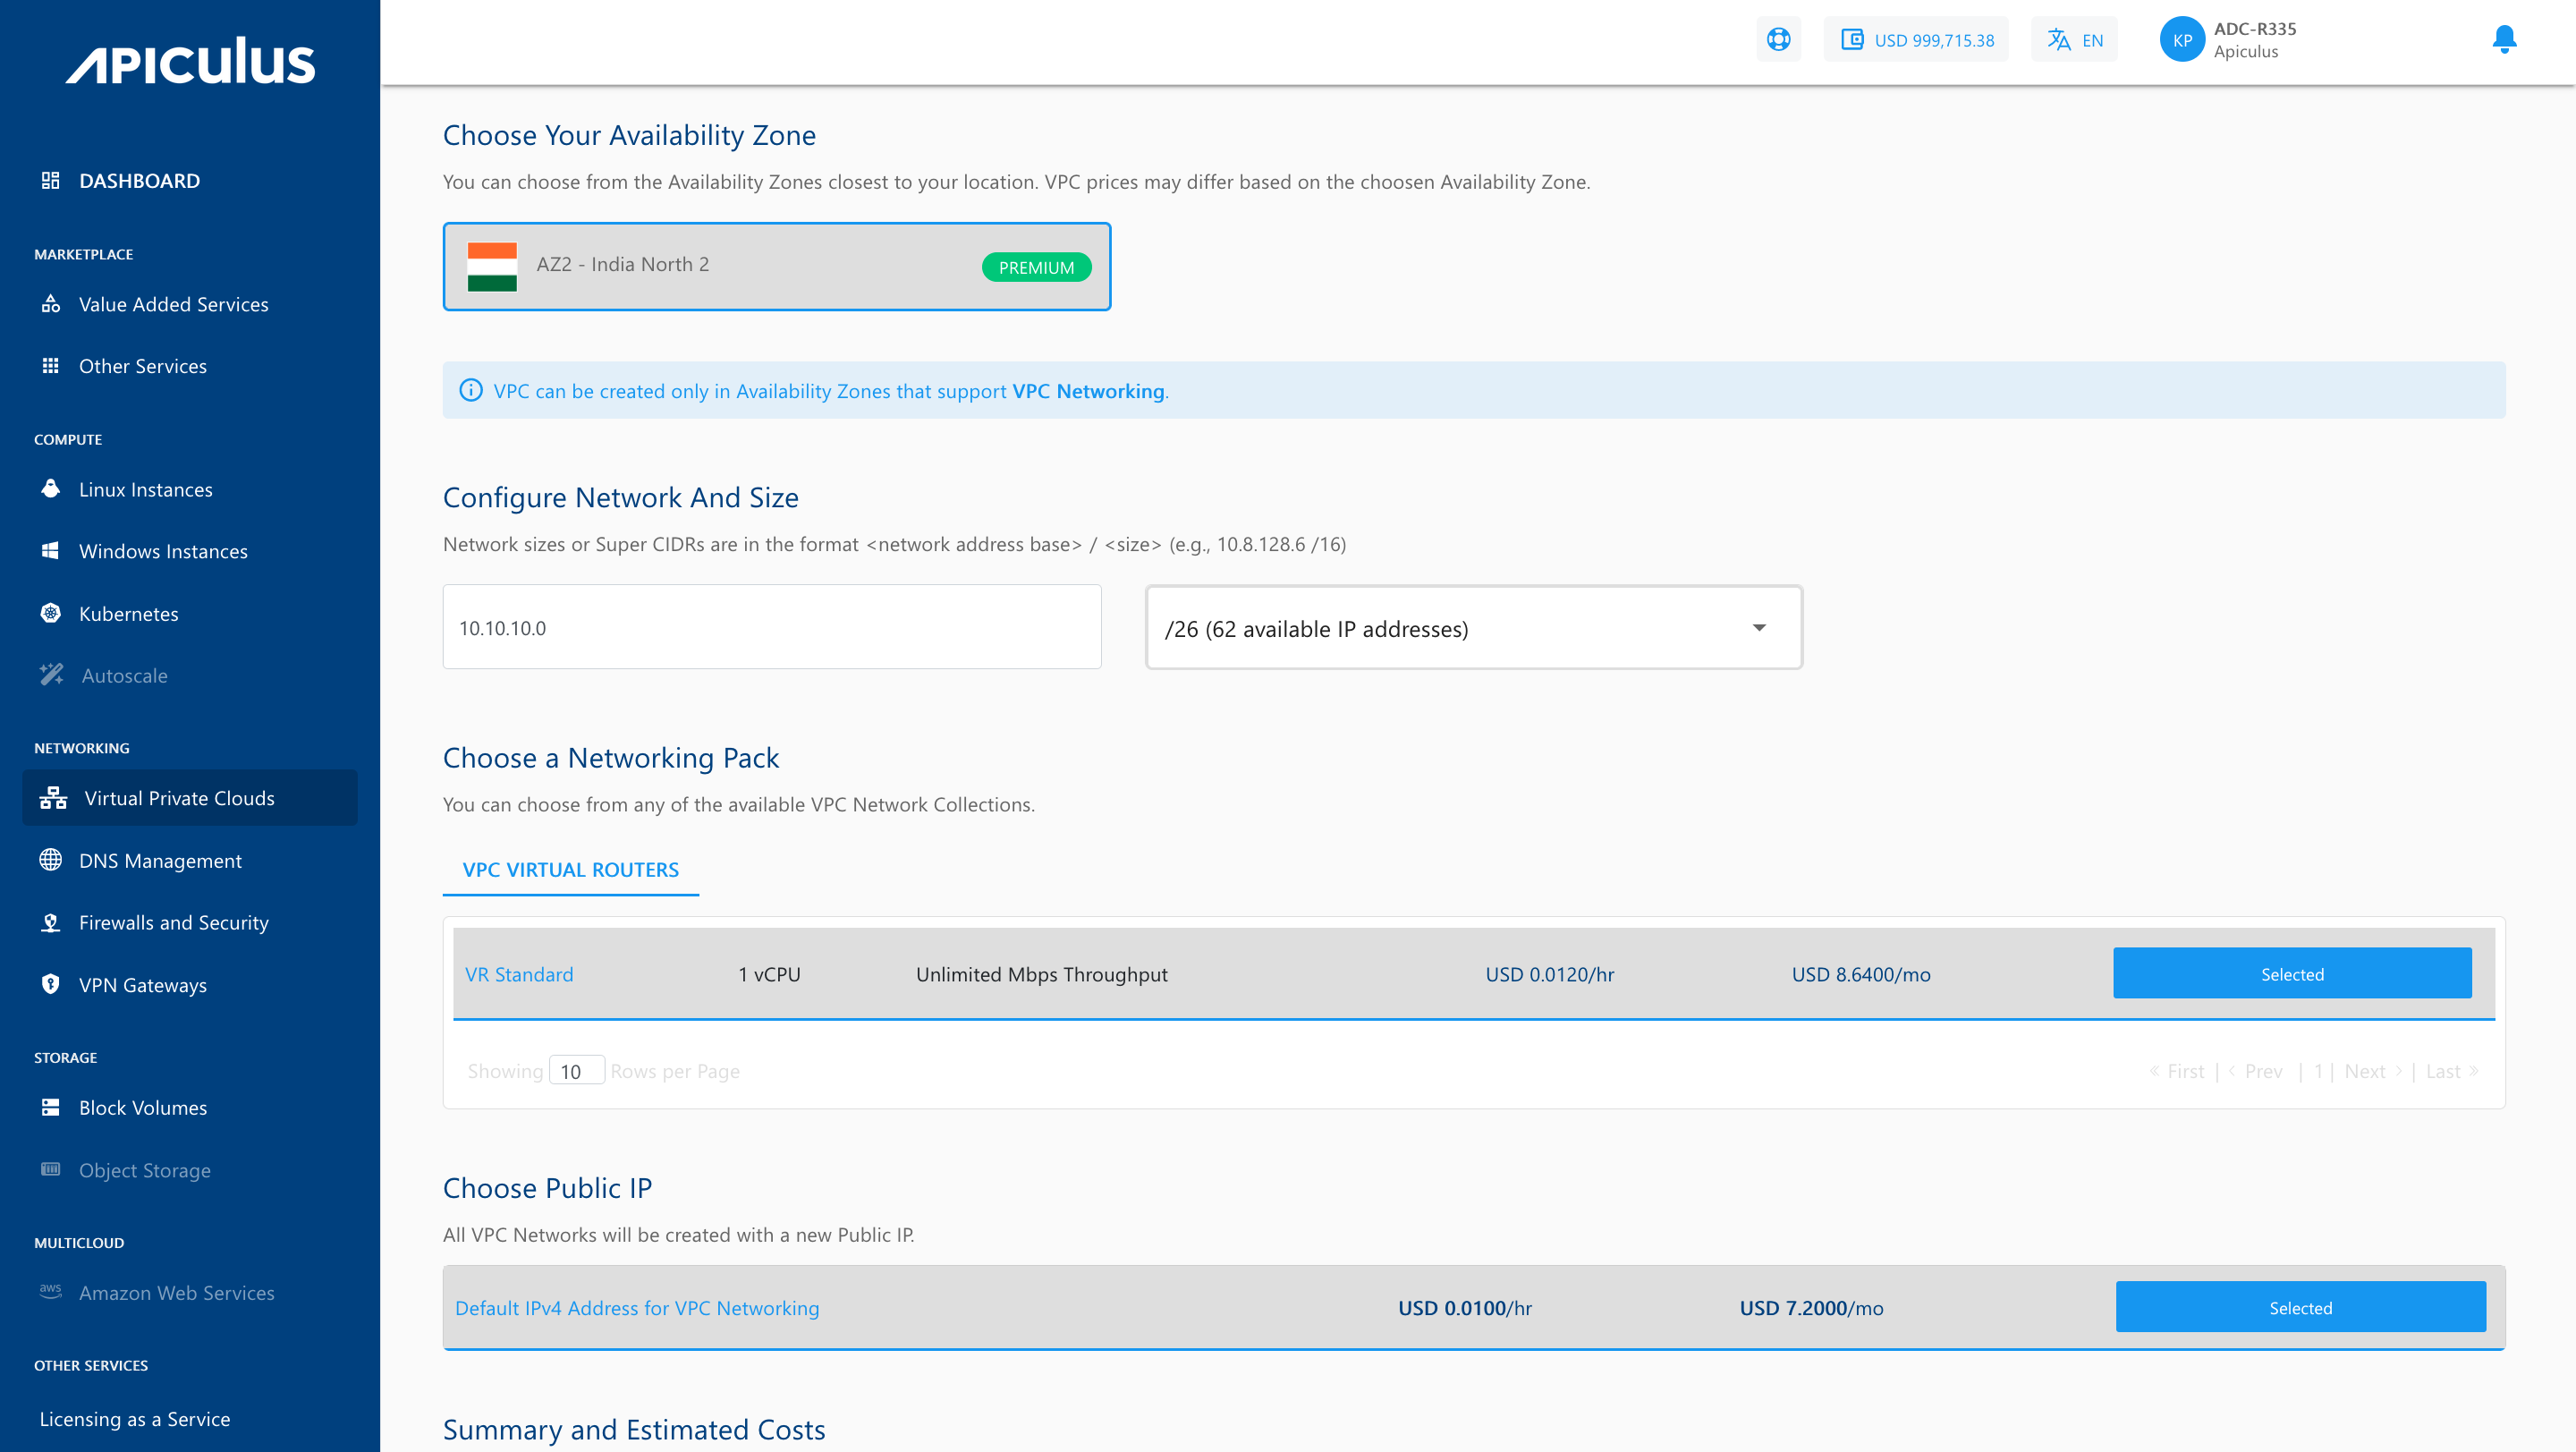 APICULUS
DASHBOARD
MARKETPLACE
Value Added Services
Other Services
COMPUTE
Linux Instances
Windows Instances
Kubernetes
Autoscale
NETWORKING
Virtual Private Clouds
DNS Management
Firewalls and Security
VPN Gateways
STORAGE
Block Volumes
Object Storage
MULTICLOUD
aws Amazon Web Services
OTHER SERVICES
Licensing as a Service
USD 999,715.38
EN
KP
ADC-R335
Apiculus
Choose Your Availability Zone
You can choose from the Availability Zones closest to your location. VPC prices may differ based on the choosen Availability Zone.
AZ2 - India North 2 PREMIUM
VPC can be created only in Availability Zones that support VPC Networking.
Configure Network And Size
Network sizes or Super CIDRs are in the format <network address base> / <size> (e.g., 10.8.128.6 /16)
10.10.10.0 /26 (62 available IP addresses)
Choose a Networking Pack
You can choose from any of the available VPC Network Collections.
VPC VIRTUAL ROUTERS
VR Standard 1 vCPU Unlimited Mbps Throughput USD 0.0120/hr USD 8.6400/mo Selected
Showing 10 Rows per Page « First | < Prev | 1 | Next > | Last »
Choose Public IP
All VPC Networks will be created with a new Public IP.
Default IPv4 Address for VPC Networking USD 0.0100/hr USD 7.2000/mo Selected
Summary and Estimated Costs